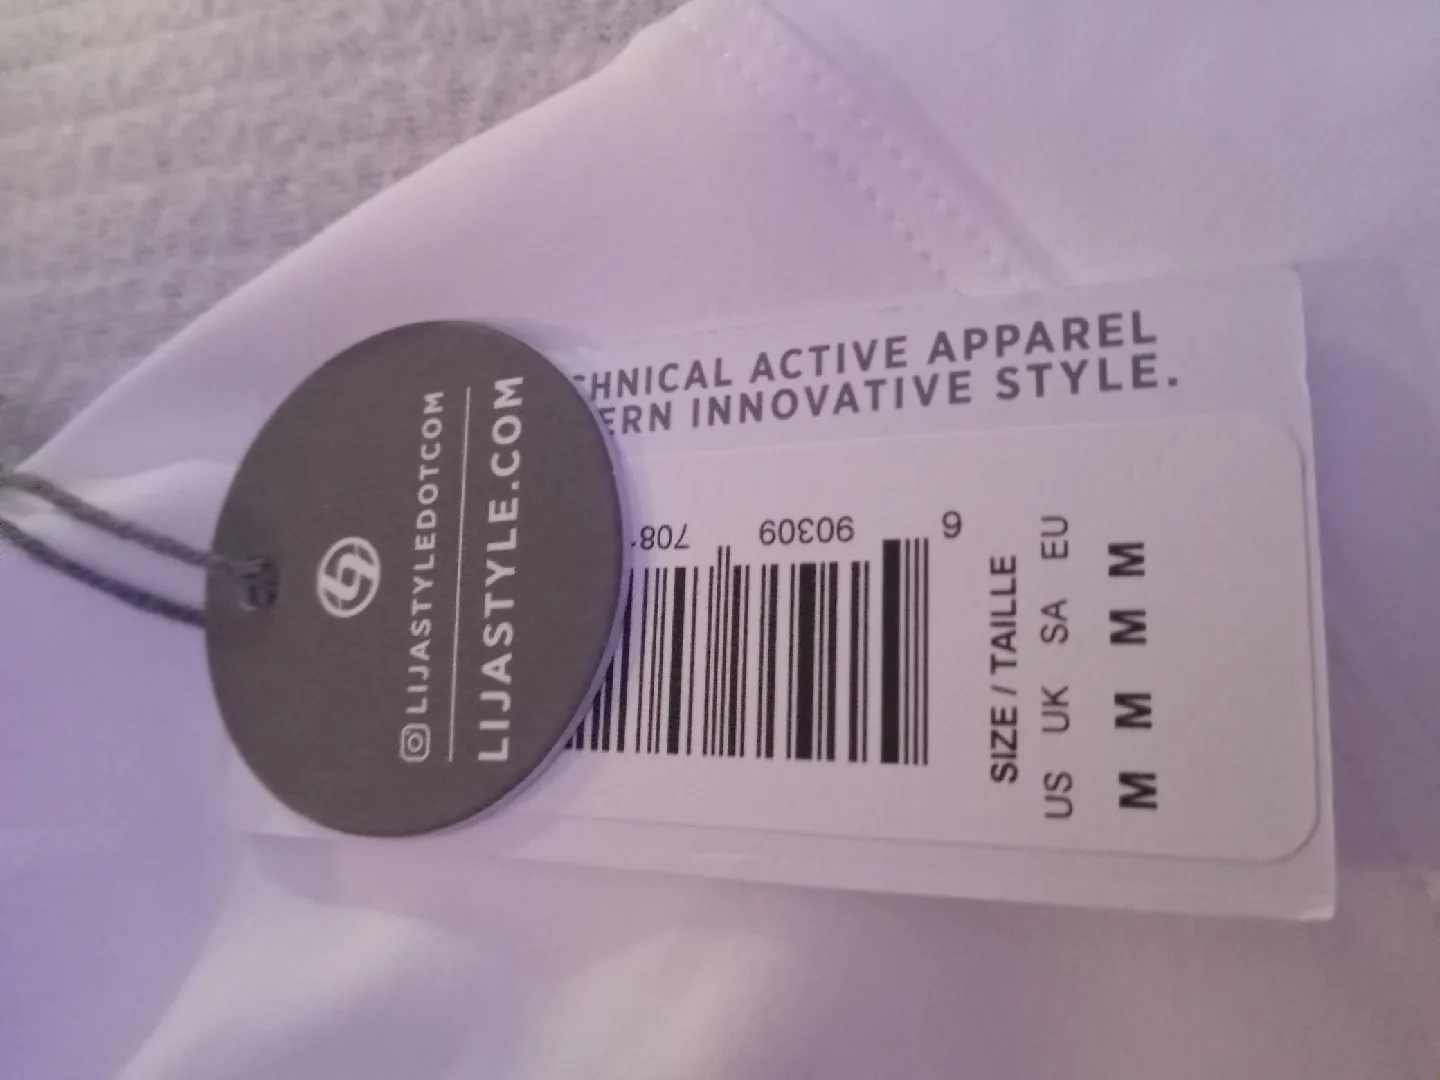 LIJASTYLEDOTCOM
LIJASTYLE.COM
CHNICAL ACTIVE APPAREL
ERN INNOVATIVE STYLE.
6 90309 708
SIZE / TAILLE
US UK SA EU
M M M M